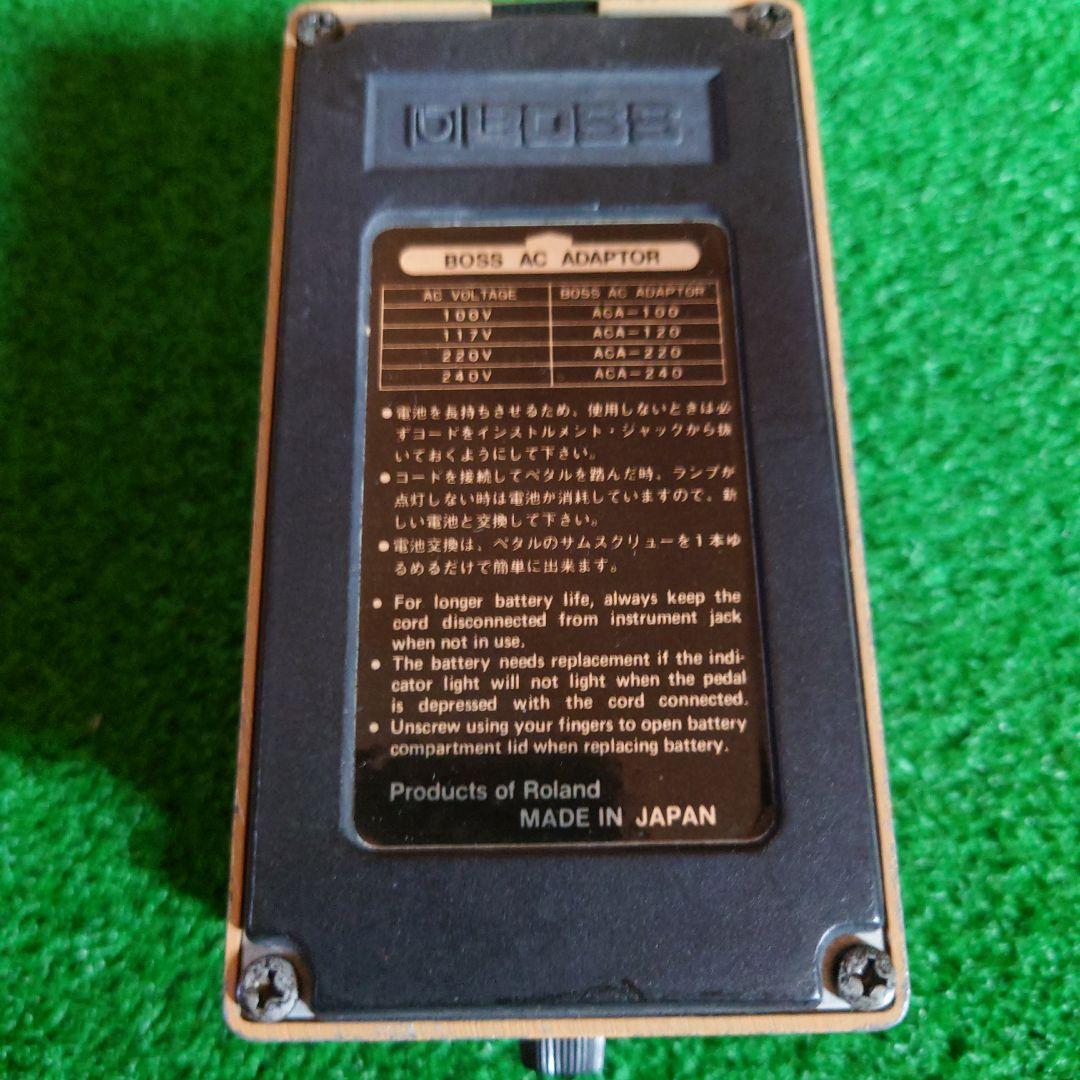 BOSS
BOSS AC ADAPTOR
AC VOLTAGE BOSS AC ADAPTOR
100V ACA-100
117V ACA-120
220V ACA-220
240V ACA-240
●電池を長持ちさせるため、使用しないときは必
ずコードをインストルメント・ジャックから抜
いておくようにして下さい。
●コードを接続してペダルを踏んだ時、ランプが
点灯しない時は電池が消耗していますので、新
しい電池と交換して下さい。
●電池交換は、ペダルのサムスクリューを1本ゆ
るめるだけで簡単に出来ます。
● For longer battery life, always keep the
cord disconnected from instrument jack
when not in use.
● The battery needs replacement if the indi-
cator light will not light when the pedal
is depressed with the cord connected.
● Unscrew using your fingers to open battery
compartment lid when replacing battery.
Products of Roland
MADE IN JAPAN